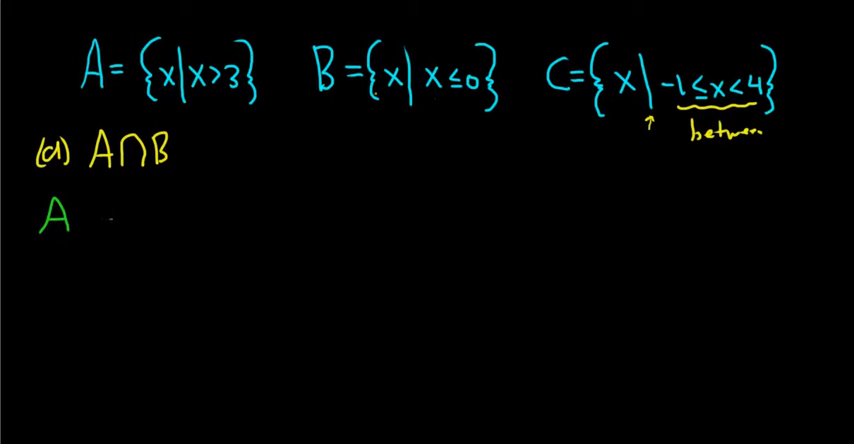 A = {x | x > 3} B = {x | x ≤ 0} C = {x | -1 ≤ x < 4}
↑ between
(a) A ∩ B
A